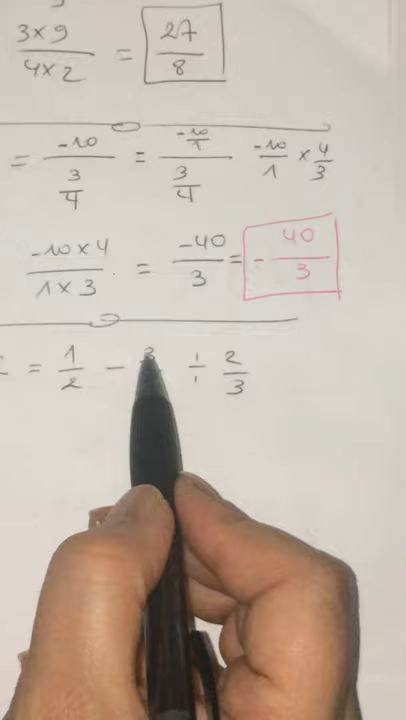 3×9/4×2 = 27/8
= -10/(3/4) = (-10/1)/(3/4) -10/1 × 4/3
-10×4/1×3 = -40/3 = - 40/3
= 1/2 - 3 ÷ 2/3